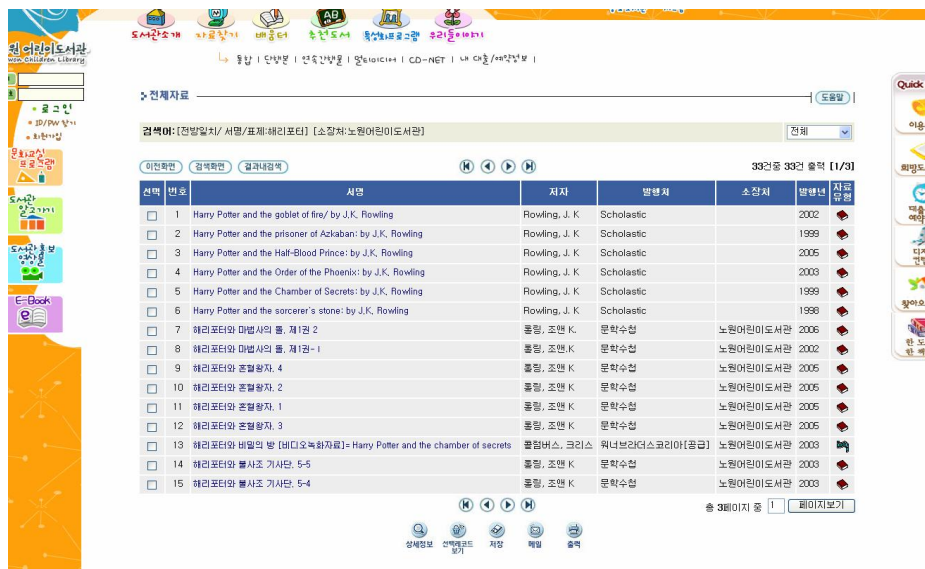 도서관소개 자료찾기 배움터 추천도서 특성화프로그램 우리들이야기
원 어린이도서관
won Children Library
통합 | 단행본 | 연속간행물 | 멀티미디어 | CD-NET | 내 대출/예약정보 |
로그인
ID/PW 찾기
회원가입
문화교실 프로그램
도서관 알고가기
도서관홍보 영상물
E-Book
Quick
전체자료
도움말
검색어:[전방일치/ 서명/표제:해리포터] [소장처:노원어린이도서관]
전체
이전화면 검색화면 결과내검색 33건중 33건 출력 [1/3]
선택 번호 서명 저자 발행처 소장처 발행년 자료유형
1 Harry Potter and the goblet of fire/ by J.K. Rowling Rowling, J. K Scholastic 2002
2 Harry Potter and the prisoner of Azkaban: by J.K. Rowling Rowling, J. K Scholastic 1999
3 Harry Potter and the Half-Blood Prince: by J.K. Rowling Rowling, J. K Scholastic 2005
4 Harry Potter and the Order of the Phoenix: by J.K. Rowling Rowling, J. K Scholastic 2003
5 Harry Potter and the Chamber of Secrets: by J.K. Rowling Rowling, J. K Scholastic 1999
6 Harry Potter and the sorcerer's stone: by J.K. Rowling Rowling, J. K Scholastic 1998
7 해리포터와 마법사의 돌. 제1권 2 롤링, 조앤 K. 문학수첩 노원어린이도서관 2006
8 해리포터와 마법사의 돌. 제1권-1 롤링, 조앤.K 문학수첩 노원어린이도서관 2002
9 해리포터와 혼혈왕자. 4 롤링, 조앤 K 문학수첩 노원어린이도서관 2005
10 해리포터와 혼혈왕자. 2 롤링, 조앤 K 문학수첩 노원어린이도서관 2005
11 해리포터와 혼혈왕자. 1 롤링, 조앤 K 문학수첩 노원어린이도서관 2005
12 해리포터와 혼혈왕자. 3 롤링, 조앤 K 문학수첩 노원어린이도서관 2005
13 해리포터와 비밀의 방 [비디오녹화자료]= Harry Potter and the chamber of secrets 콜럼버스, 크리스 워너브라더스코리아[공급] 노원어린이도서관 2003
14 해리포터와 불사조 기사단. 5-5 롤링, 조앤 K 문학수첩 노원어린이도서관 2003
15 해리포터와 불사조 기사단. 5-4 롤링, 조앤 K 문학수첩 노원어린이도서관 2003
총 3페이지 중 1 페이지보기
상세정보 선택레코드보기 저장 메일 출력